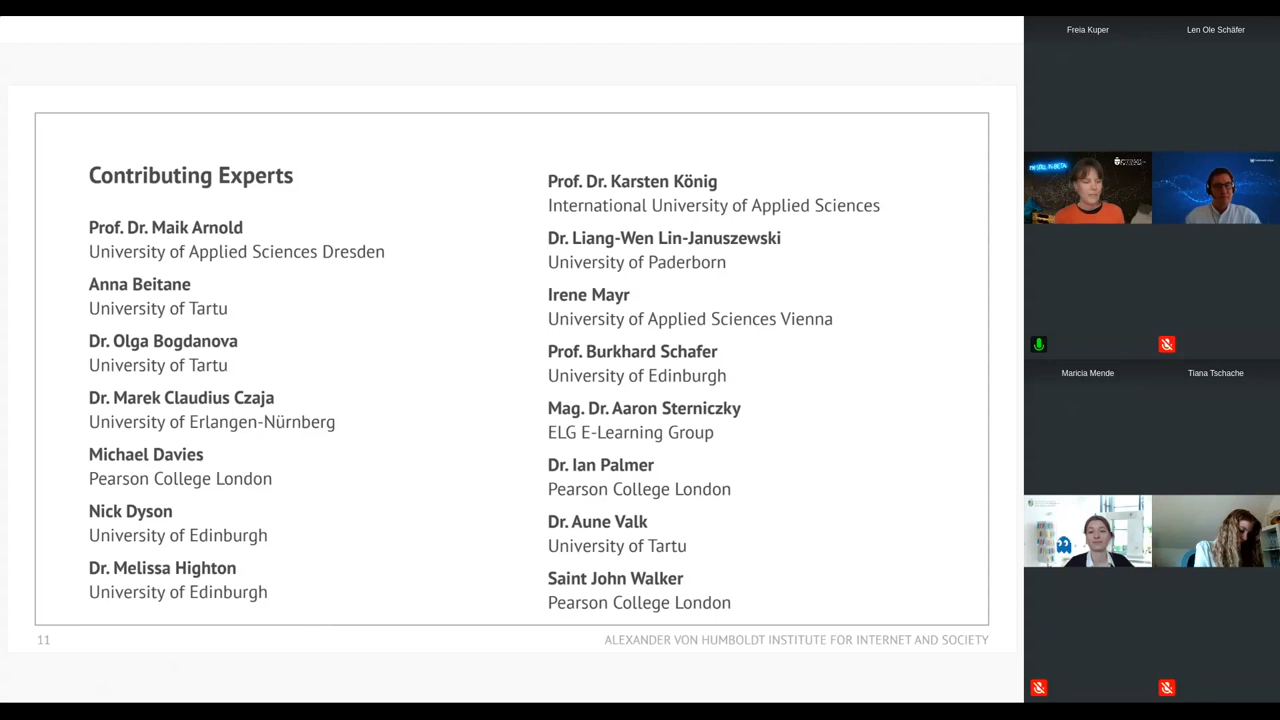 Contributing Experts
Prof. Dr. Maik Arnold
University of Applied Sciences Dresden
Anna Beitane
University of Tartu
Dr. Olga Bogdanova
University of Tartu
Dr. Marek Claudius Czaja
University of Erlangen-Nürnberg
Michael Davies
Pearson College London
Nick Dyson
University of Edinburgh
Dr. Melissa Highton
University of Edinburgh
Prof. Dr. Karsten König
International University of Applied Sciences
Dr. Liang-Wen Lin-Januszewski
University of Paderborn
Irene Mayr
University of Applied Sciences Vienna
Prof. Burkhard Schafer
University of Edinburgh
Mag. Dr. Aaron Sterniczky
ELG E-Learning Group
Dr. Ian Palmer
Pearson College London
Dr. Aune Valk
University of Tartu
Saint John Walker
Pearson College London
11
ALEXANDER VON HUMBOLDT INSTITUTE FOR INTERNET AND SOCIETY
Freia Kuper
Len Ole Schäfer
Maricia Mende
Tiana Tschache